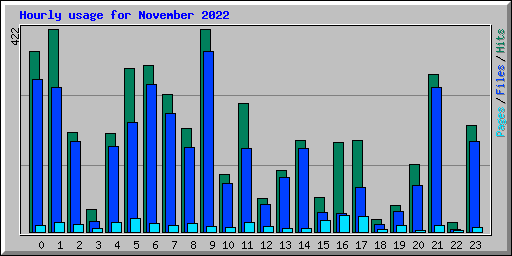 Hourly usage for November 2022
422
Pages/Files/Hits
0 1 2 3 4 5 6 7 8 9 10 11 12 13 14 15 16 17 18 19 20 21 22 23